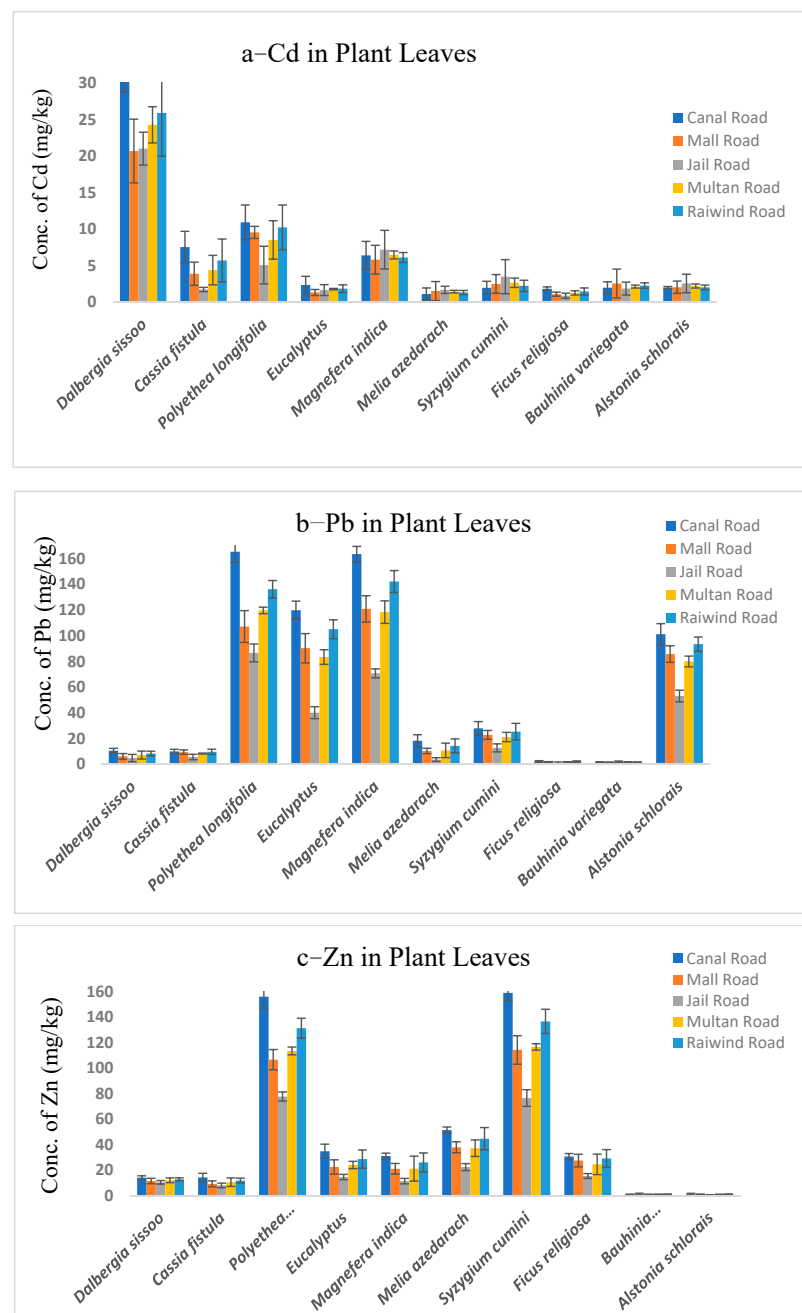 a–Cd in Plant Leaves
Conc. of Cd (mg/kg)
30
25
20
15
10
5
0
Canal Road
Mall Road
Jail Road
Multan Road
Raiwind Road
Dalbergia sissoo
Cassia fistula
Polyethea longifolia
Eucalyptus
Magnefera indica
Melia azedarach
Syzygium cumini
Ficus religiosa
Bauhinia variegata
Alstonia schlorais
b–Pb in Plant Leaves
Conc. of Pb (mg/kg)
160
140
120
100
80
60
40
20
0
Canal Road
Mall Road
Jail Road
Multan Road
Raiwind Road
Dalbergia sissoo
Cassia fistula
Polyethea longifolia
Eucalyptus
Magnefera indica
Melia azedarach
Syzygium cumini
Ficus religiosa
Bauhinia variegata
Alstonia schlorais
c–Zn in Plant Leaves
Conc. of Zn (mg/kg)
160
140
120
100
80
60
40
20
0
Canal Road
Mall Road
Jail Road
Multan Road
Raiwind Road
Dalbergia sissoo
Cassia fistula
Polyethea...
Eucalyptus
Magnefera indica
Melia azedarach
Syzygium cumini
Ficus religiosa
Bauhinia...
Alstonia schlorais